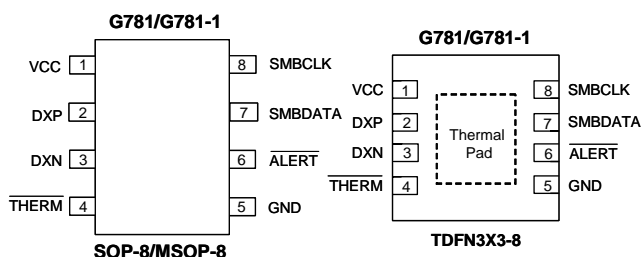 G781/G781-1
VCC 1 8 SMBCLK
DXP 2 7 SMBDATA
DXN 3 6 ALERT
THERM 4 5 GND
SOP-8/MSOP-8
G781/G781-1
VCC 1 8 SMBCLK
DXP 2 7 SMBDATA
DXN 3 6 ALERT
THERM 4 5 GND
Thermal
Pad
TDFN3X3-8